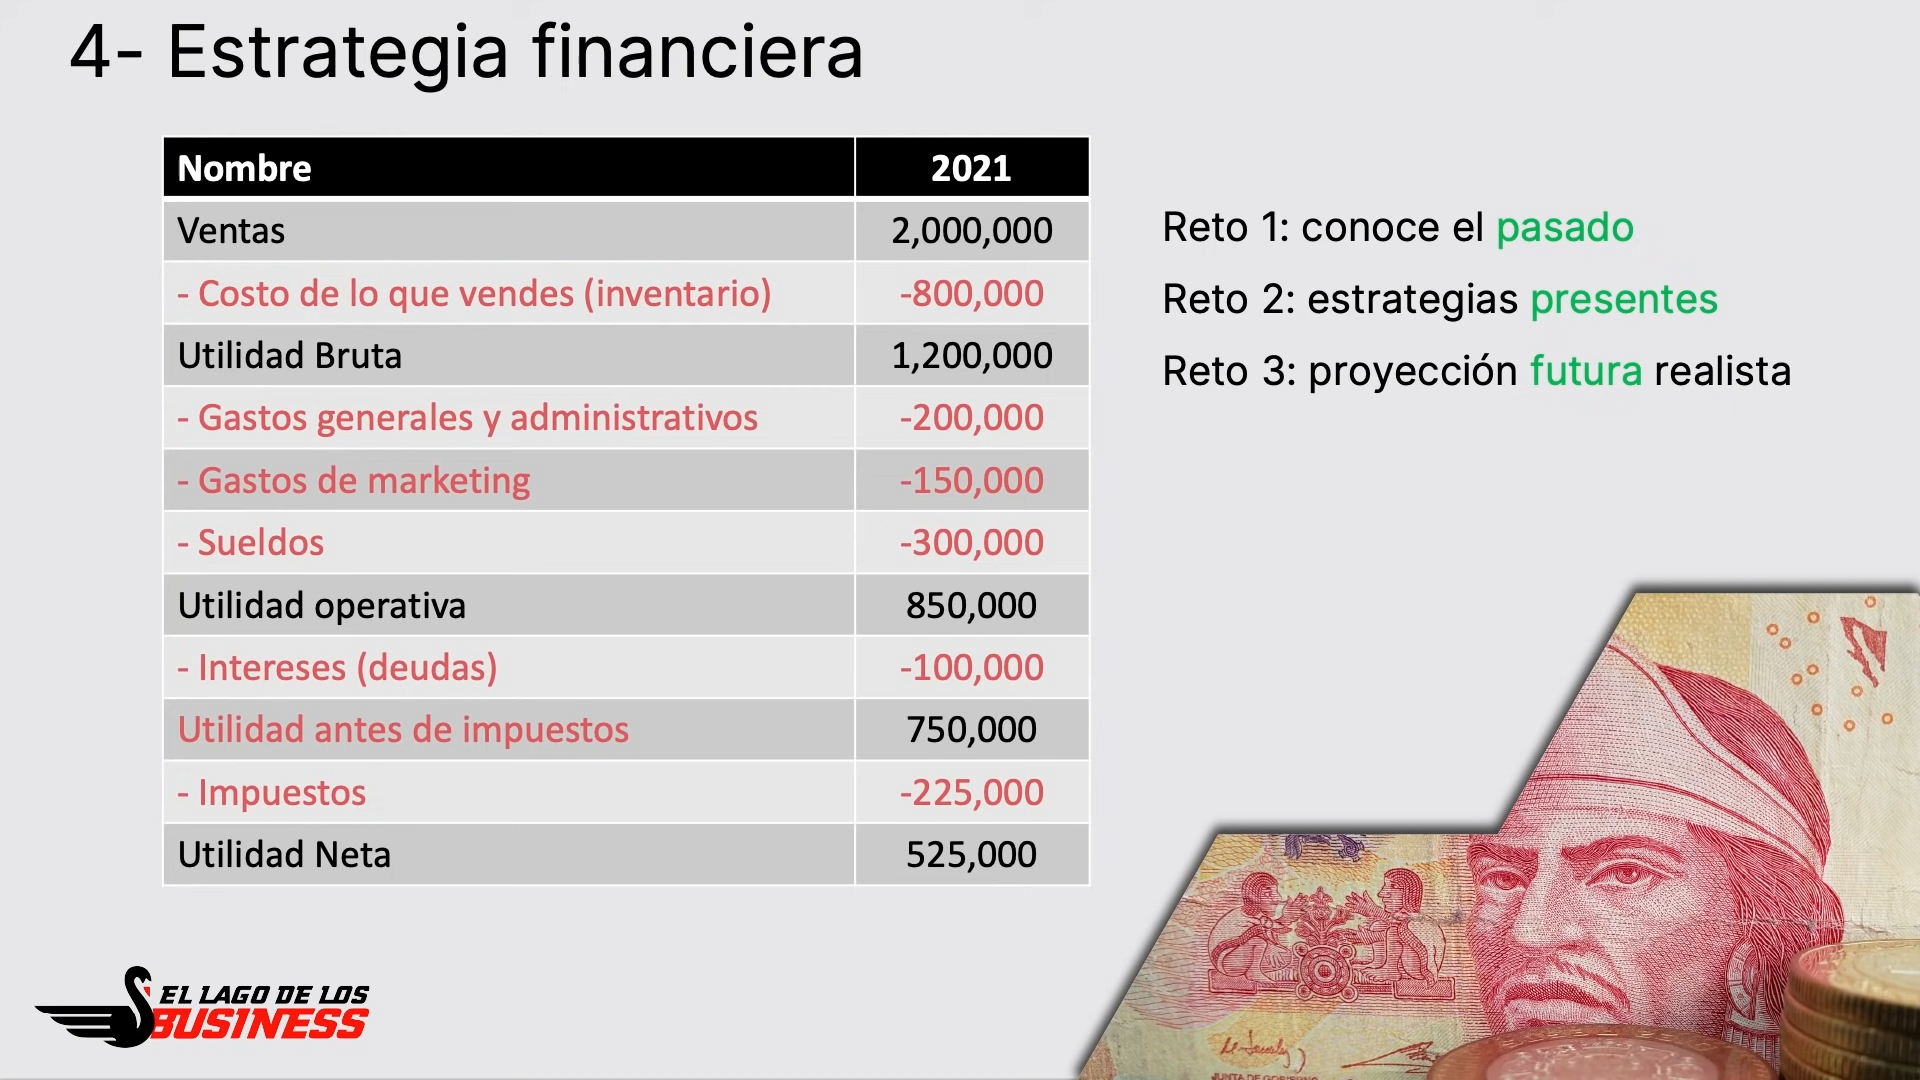 4- Estrategia financiera
Nombre 2021
Ventas 2,000,000
- Costo de lo que vendes (inventario) -800,000
Utilidad Bruta 1,200,000
- Gastos generales y administrativos -200,000
- Gastos de marketing -150,000
- Sueldos -300,000
Utilidad operativa 850,000
- Intereses (deudas) -100,000
Utilidad antes de impuestos 750,000
- Impuestos -225,000
Utilidad Neta 525,000
Reto 1: conoce el pasado
Reto 2: estrategias presentes
Reto 3: proyección futura realista
EL LAGO DE LOS
BUSINESS
JUNTA DE GOBIERNO